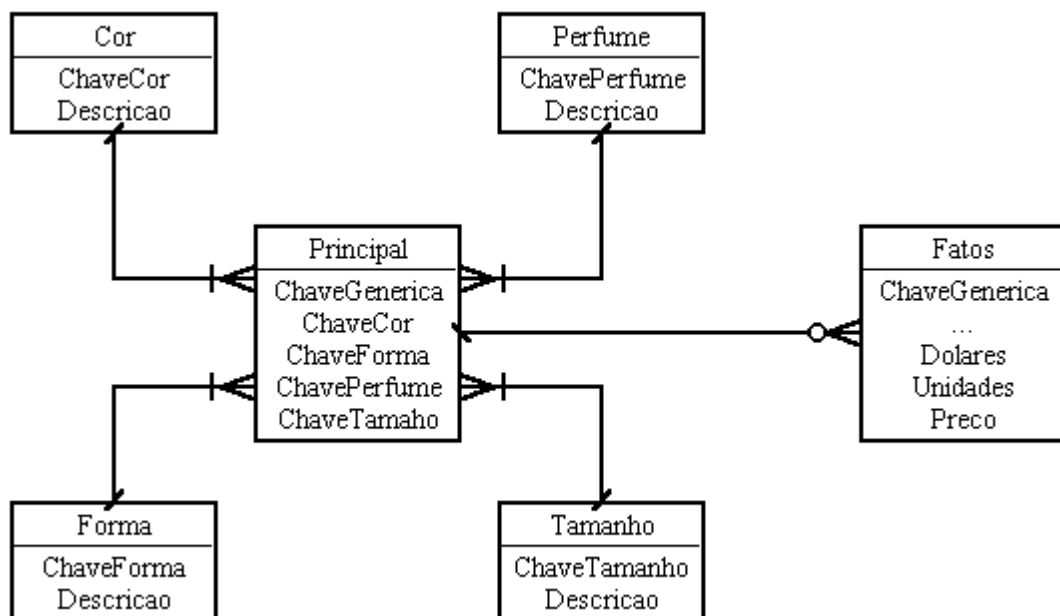 Cor
ChaveCor
Descricao
Perfume
ChavePerfume
Descricao
Principal
ChaveGenerica
ChaveCor
ChaveForma
ChavePerfume
ChaveTamaho
Fatos
ChaveGenerica
...
Dolares
Unidades
Preco
Forma
ChaveForma
Descricao
Tamanho
ChaveTamanho
Descricao